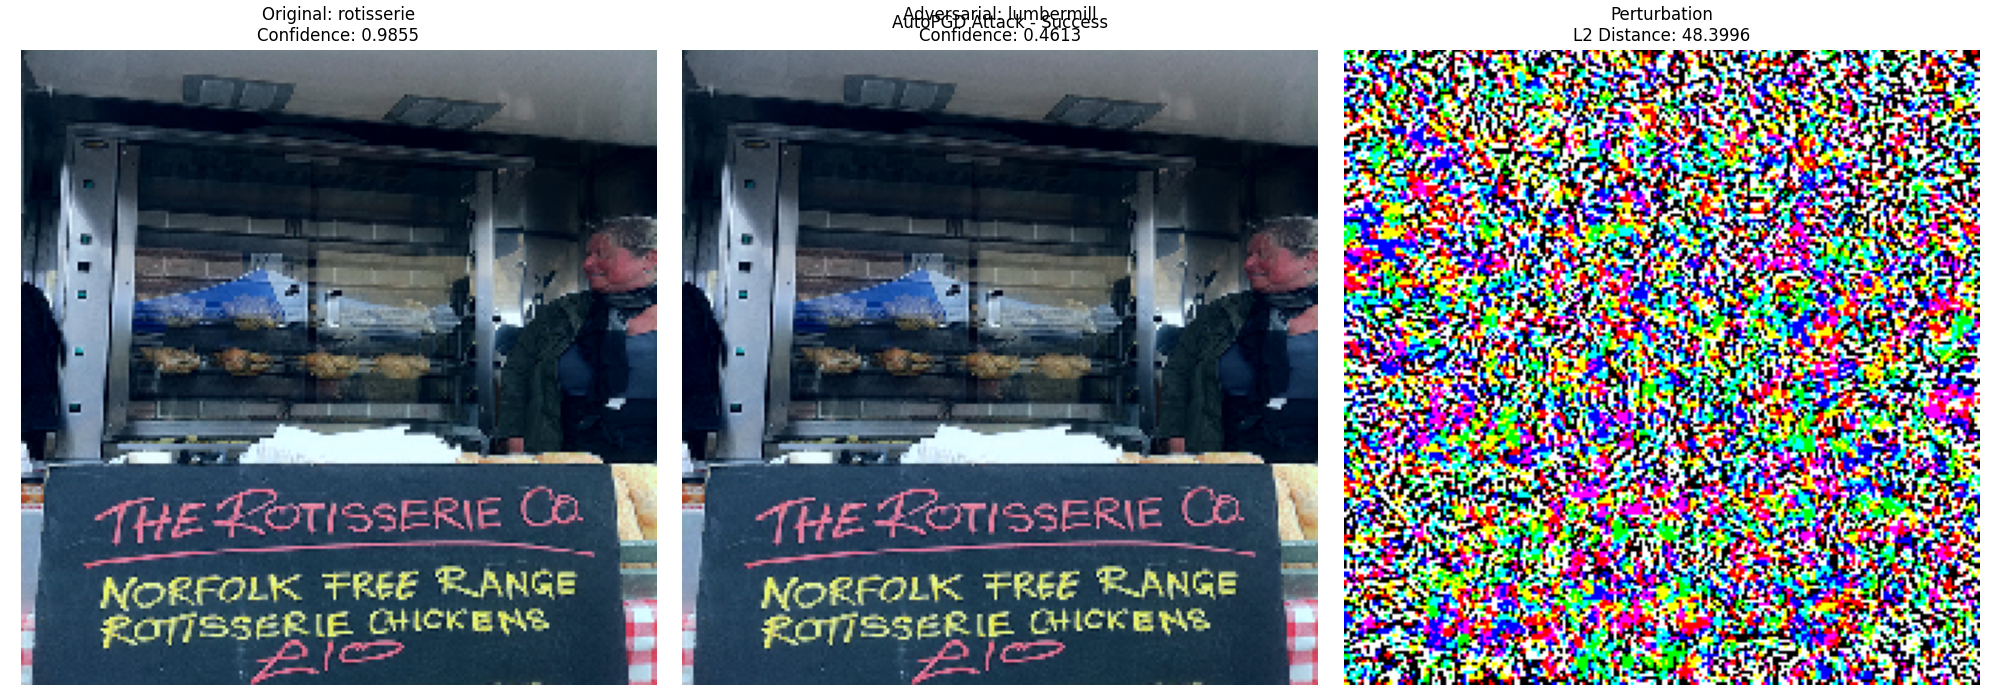 Original: rotisserie
Confidence: 0.9855
Adversarial: lumbermill
AutoPGD Attack - Success
Confidence: 0.4613
Perturbation
L2 Distance: 48.3996
THE ROTISSERIE CO.
NORFOLK FREE RANGE
ROTISSERIE CHICKENS
£10
THE ROTISSERIE CO.
NORFOLK FREE RANGE
ROTISSERIE CHICKENS
£10